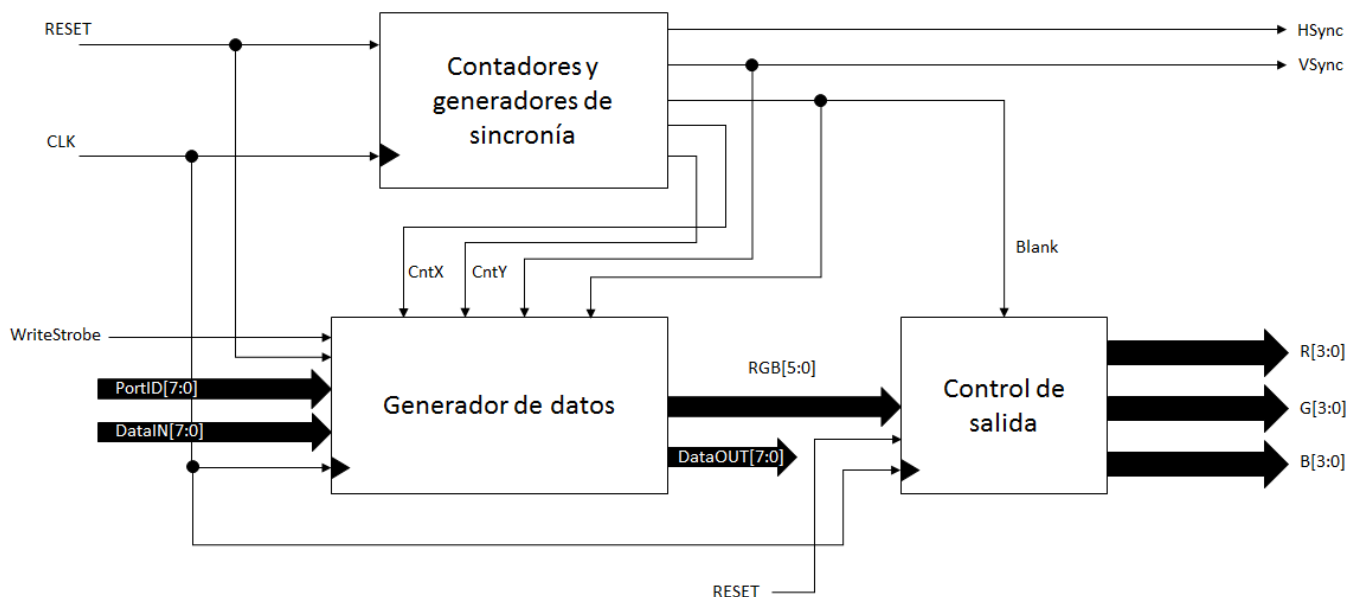 RESET
HSync
Contadores y
generadores de
sincronía
VSync
CLK
CntX
CntY
Blank
WriteStrobe
PortID[7:0]
DataIN[7:0]
Generador de datos
RGB[5:0]
DataOUT[7:0]
Control de
salida
R[3:0]
G[3:0]
B[3:0]
RESET